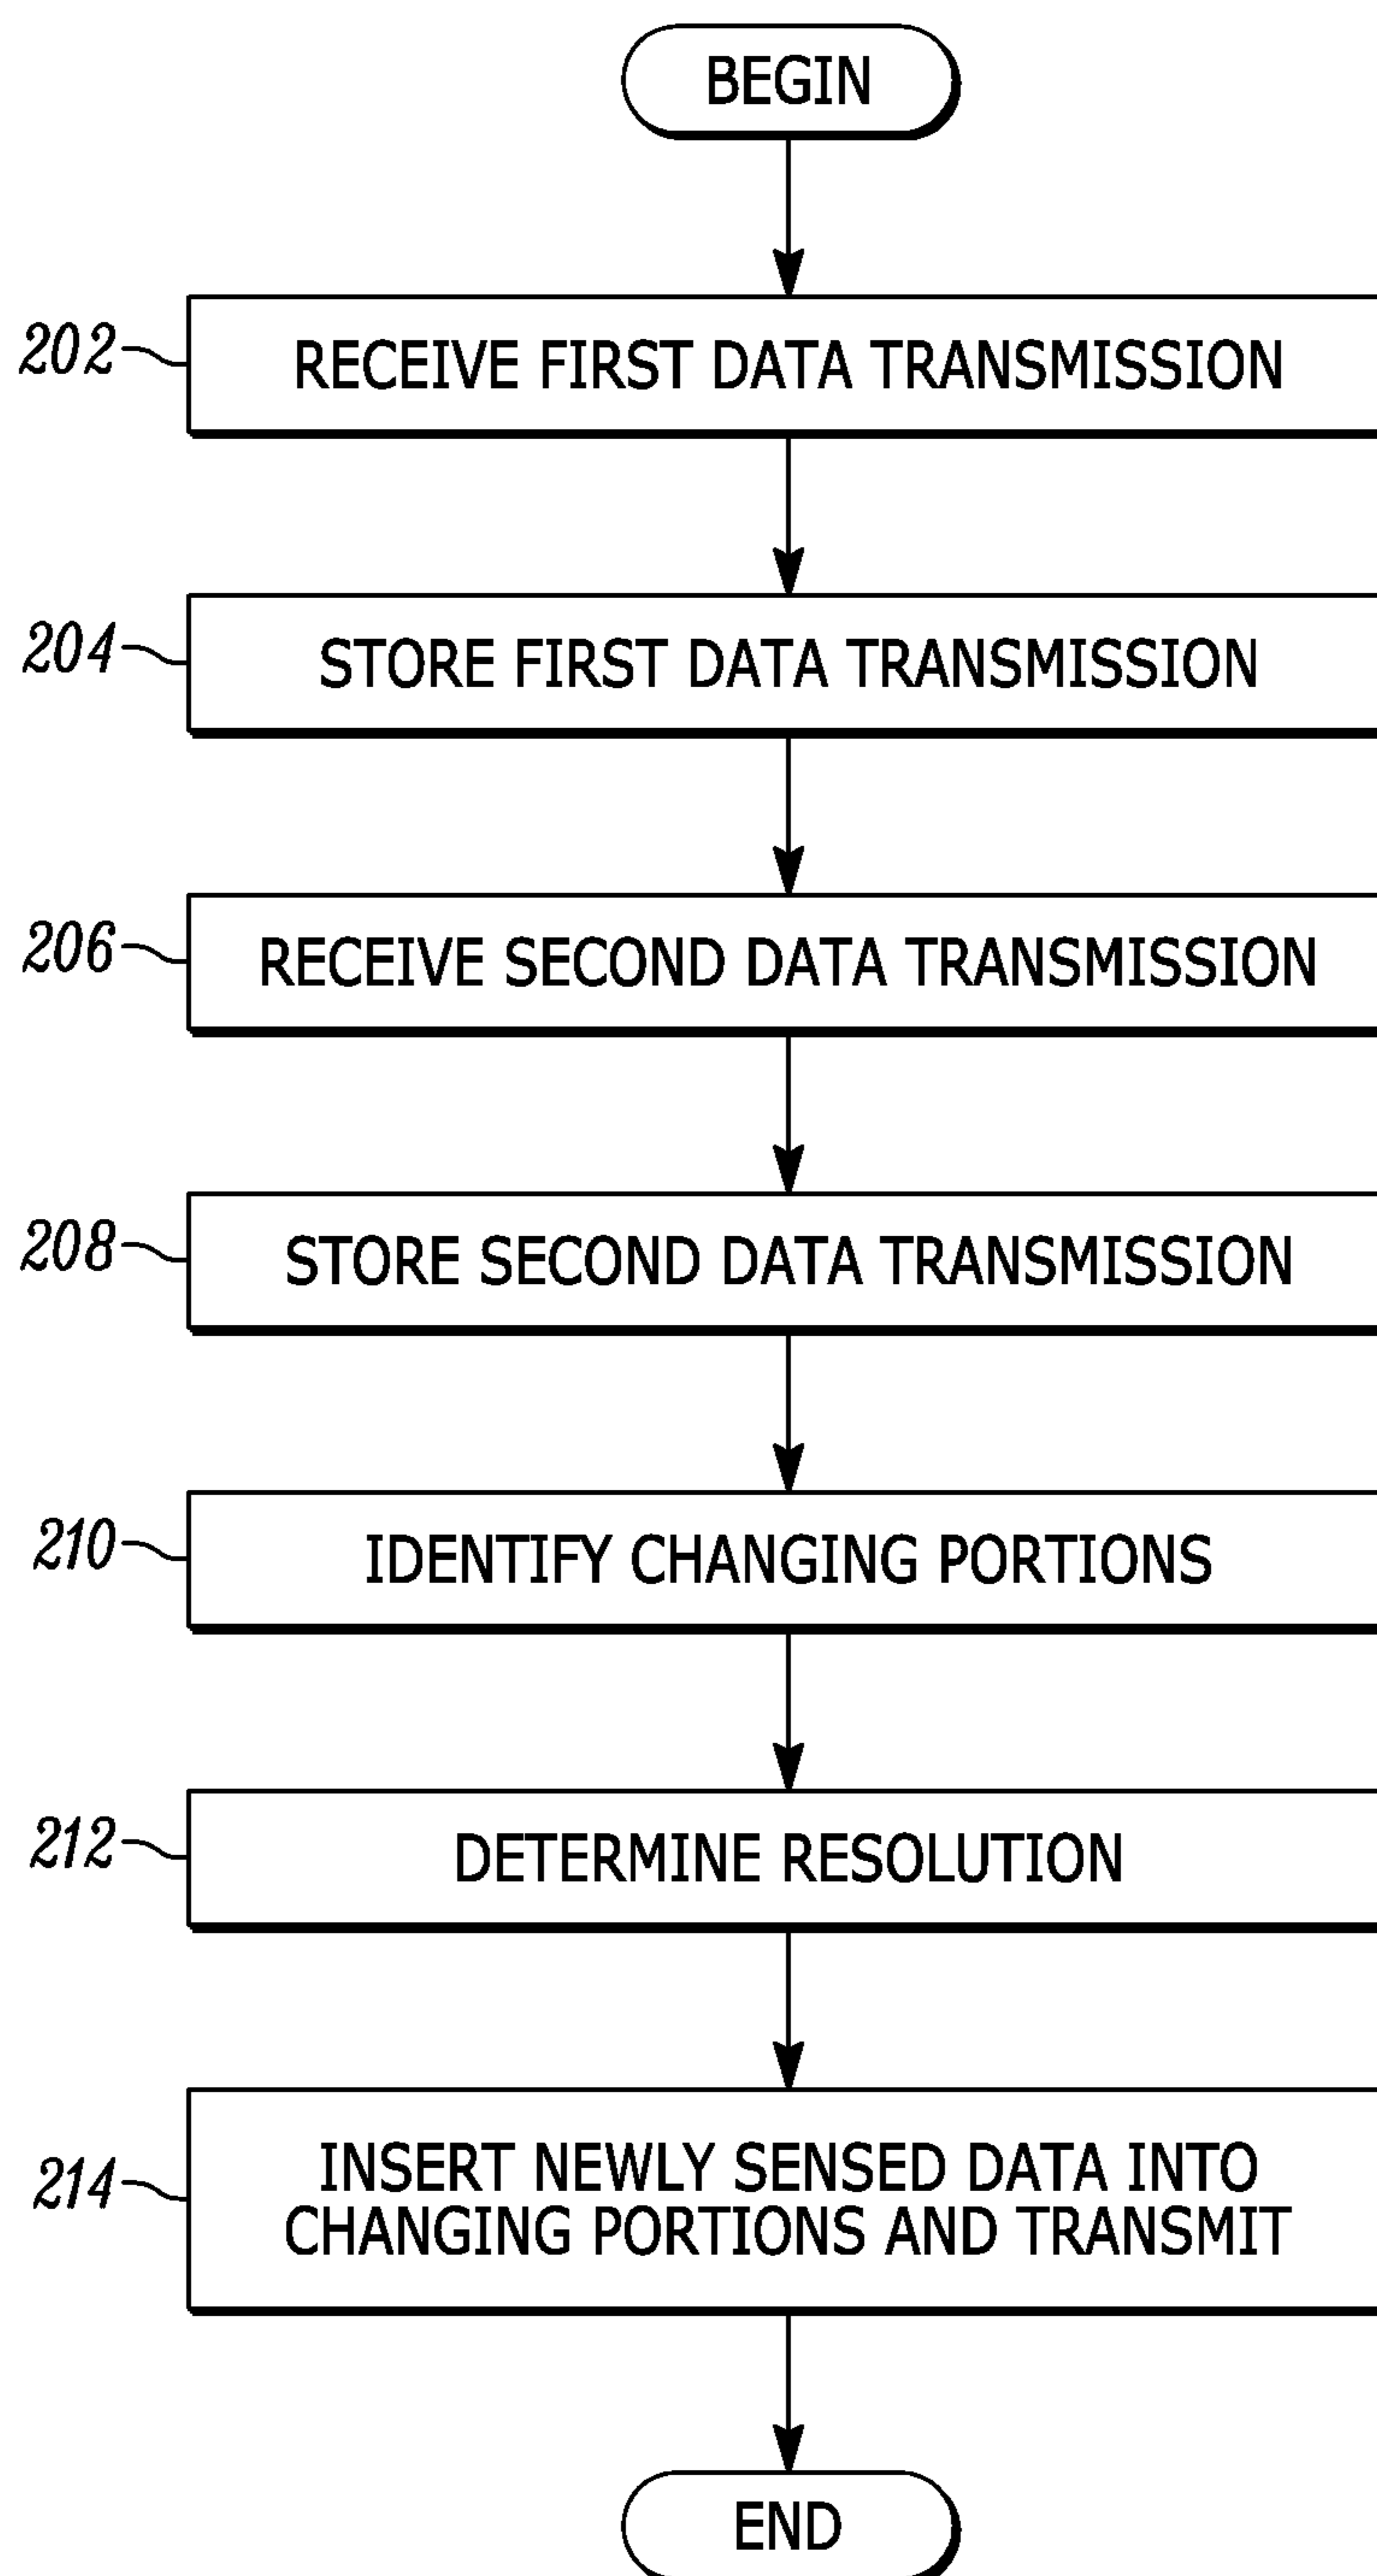 BEGIN
202
RECEIVE FIRST DATA TRANSMISSION
204
STORE FIRST DATA TRANSMISSION
206
RECEIVE SECOND DATA TRANSMISSION
208
STORE SECOND DATA TRANSMISSION
210
IDENTIFY CHANGING PORTIONS
212
DETERMINE RESOLUTION
214
INSERT NEWLY SENSED DATA INTO
CHANGING PORTIONS AND TRANSMIT
END